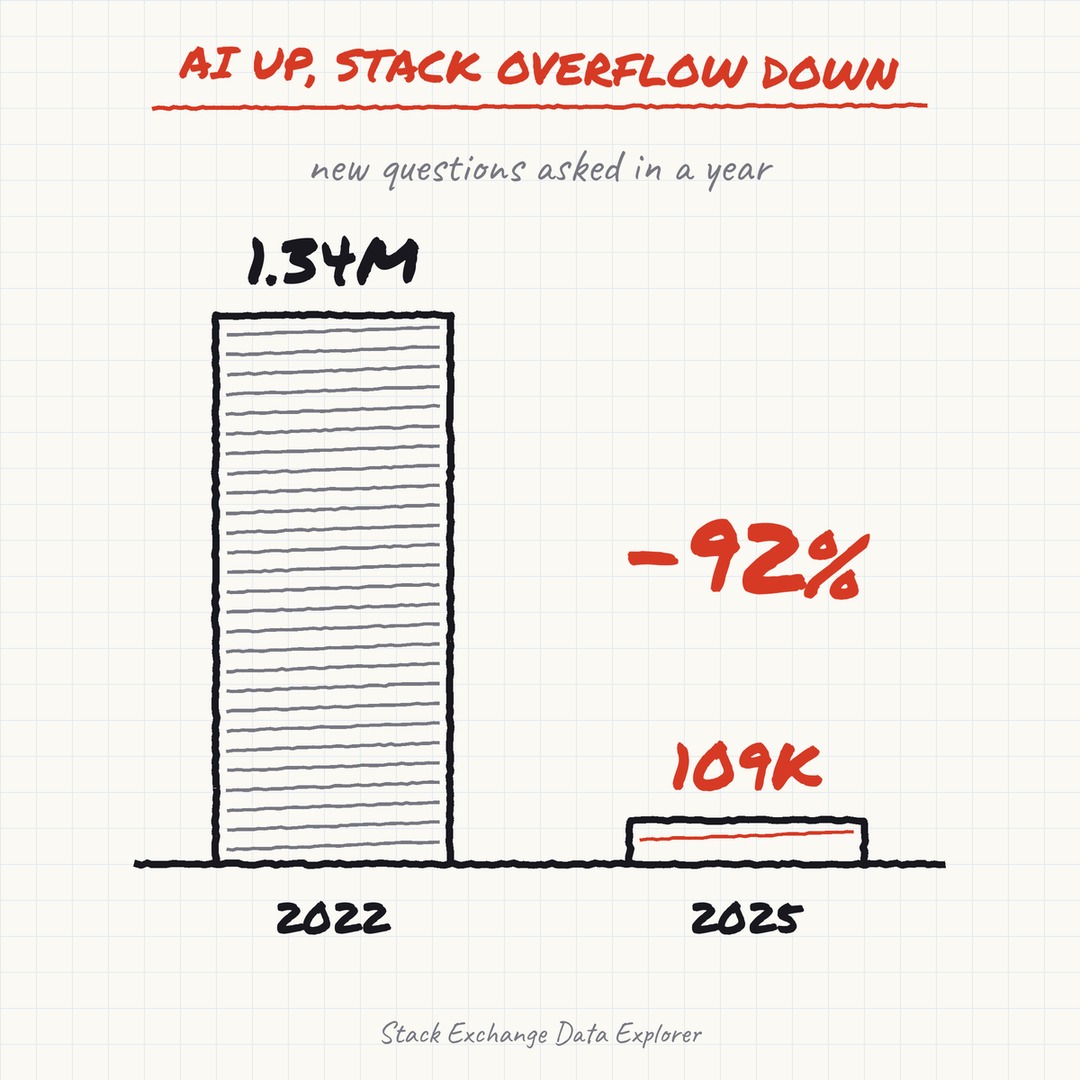 AI UP, STACK OVERFLOW DOWN
new questions asked in a year
1.34M
-92%
109K
2022
2025
Stack Exchange Data Explorer